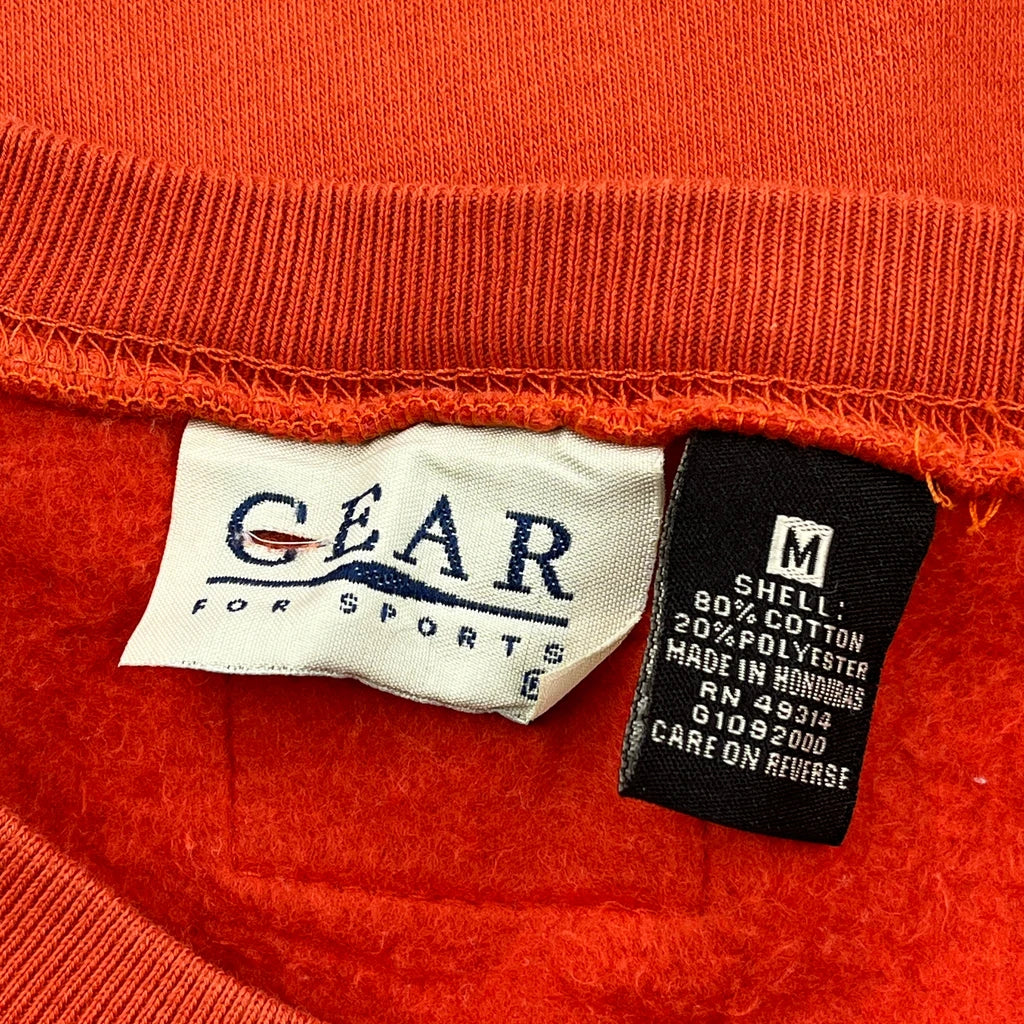 GEAR
FOR SPORTS
M
SHELL:
80% COTTON
20% POLYESTER
MADE IN HONDURAS
RN 49314
G1092000
CARE ON REVERSE